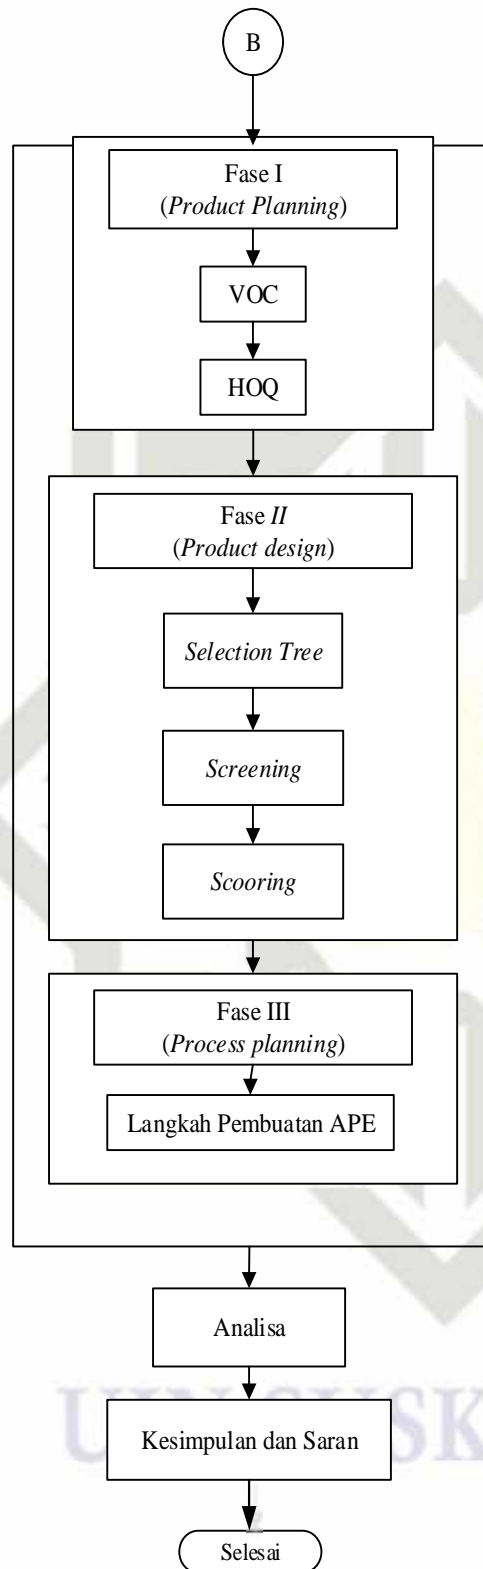 B
Fase I
(Product Planning)
VOC
HOQ
Fase II
(Product design)
Selection Tree
Screening
Scooring
Fase III
(Process planning)
Langkah Pembuatan APE
Analisa
Kesimpulan dan Saran
Selesai